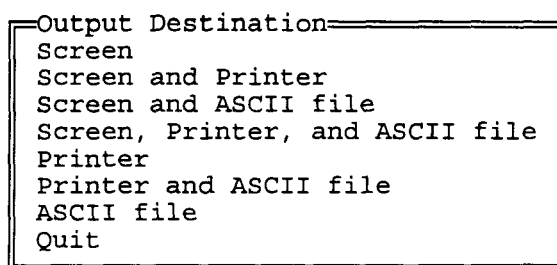 Output Destination
Screen
Screen and Printer
Screen and ASCII file
Screen, Printer, and ASCII file
Printer
Printer and ASCII file
ASCII file
Quit